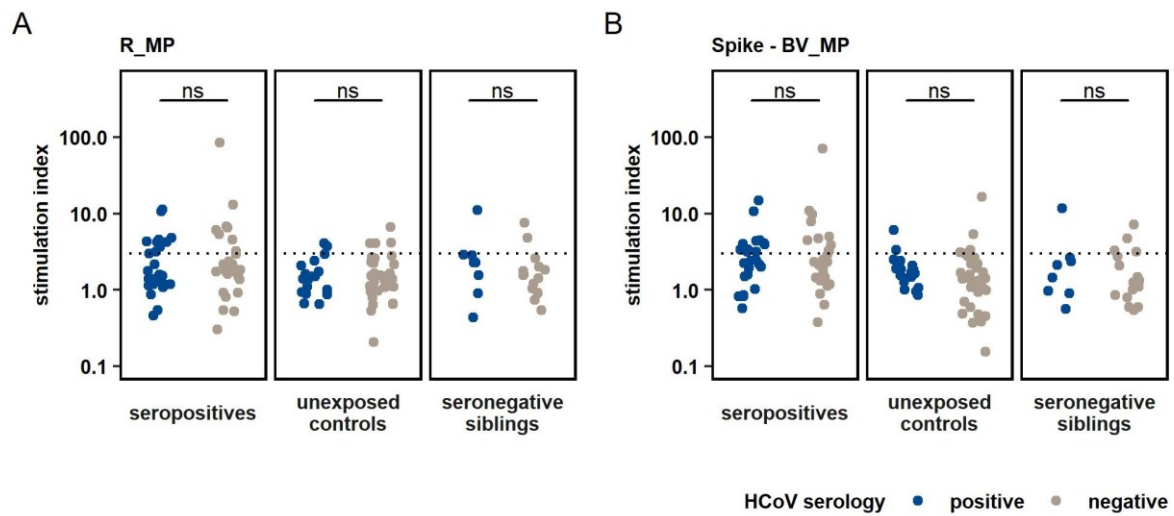 A
B
R_MP
Spike - BV_MP
ns
ns
ns
ns
ns
ns
stimulation index
100.0
10.0
1.0
0.1
stimulation index
100.0
10.0
1.0
0.1
seropositives
unexposed
controls
seronegative
siblings
seropositives
unexposed
controls
seronegative
siblings
HCoV serology
positive
negative